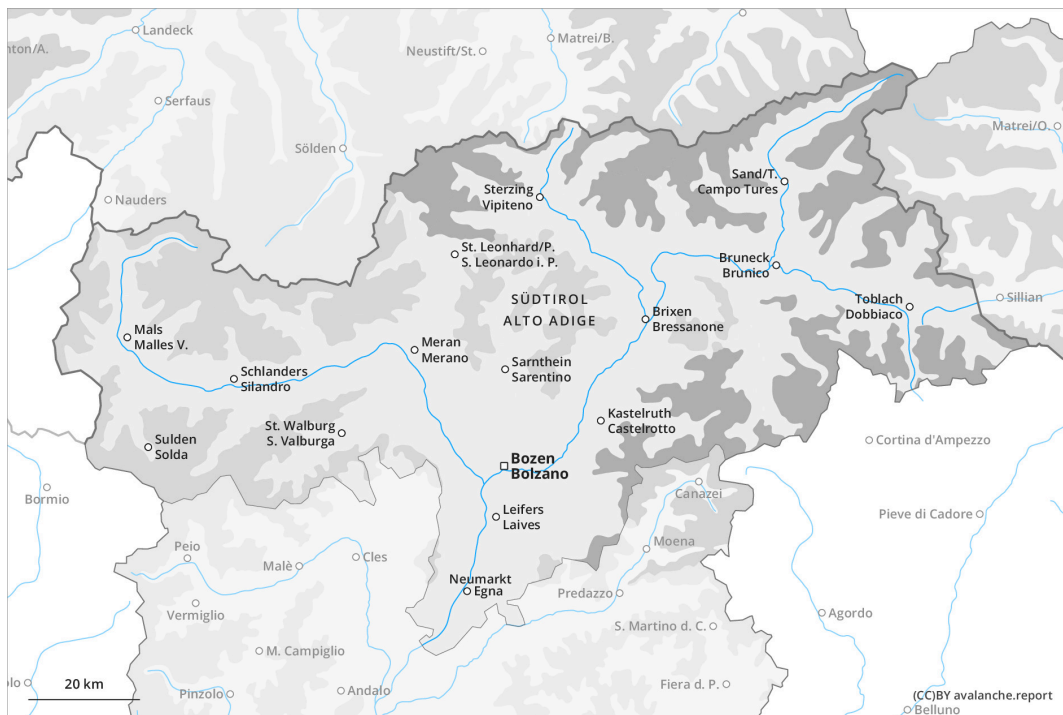 Landeck
nton/A.
Neustift/St.
Matrei/B.
Serfaus
Matrei/O.
Sölden
Nauders
Sand/T.
Campo Tures
Sterzing
Vipiteno
St. Leonhard/P.
S. Leonardo i. P.
Bruneck
Brunico
SÜDTIROL
ALTO ADIGE
Toblach
Dobbiaco
Sillian
Brixen
Bressanone
Mals
Malles V.
Meran
Merano
Sarnthein
Sarentino
Schlanders
Silandro
Kastelruth
Castelrotto
St. Walburg
S. Valburga
Sulden
Solda
Cortina d'Ampezzo
Bozen
Bolzano
Bormio
Canazei
Leifers
Laives
Pieve di Cadore
Moena
Peio
Cles
Malè
Neumarkt
Egna
Predazzo
Vermiglio
Agordo
S. Martino d. C.
M. Campiglio
lo
20 km
Pinzolo
Andalo
Fiera d. P.
(CC)BY avalanche.report
Belluno